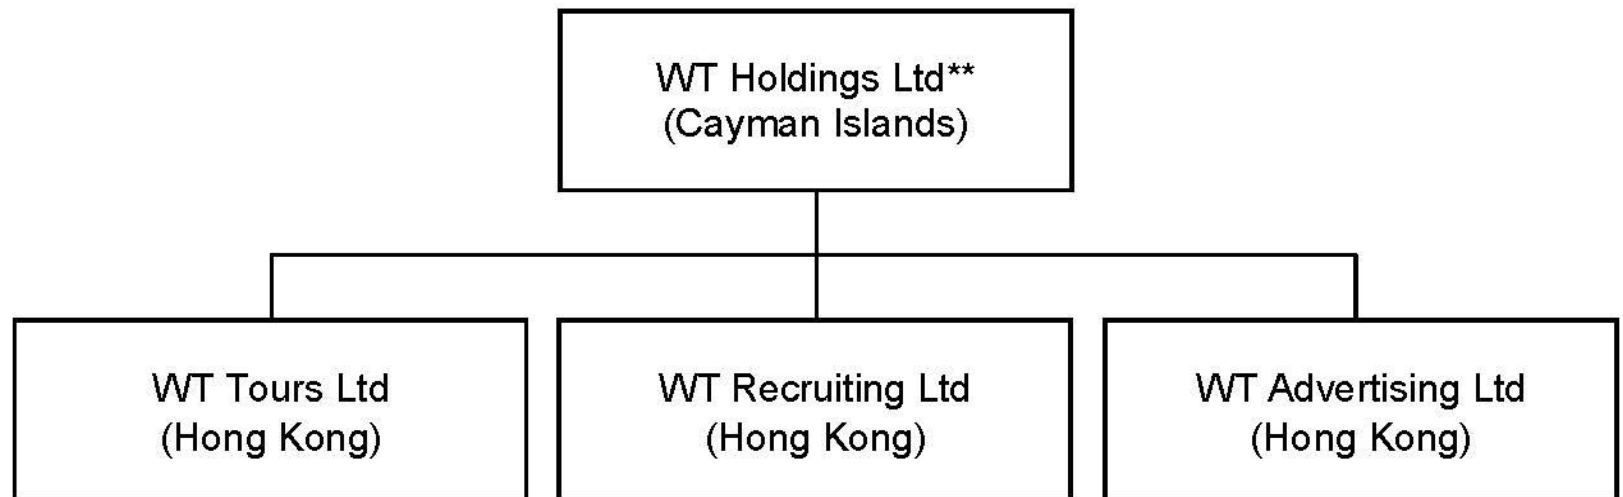 WT Holdings Ltd**
(Cayman Islands)
WT Tours Ltd
(Hong Kong)
WT Recruiting Ltd
(Hong Kong)
WT Advertising Ltd
(Hong Kong)